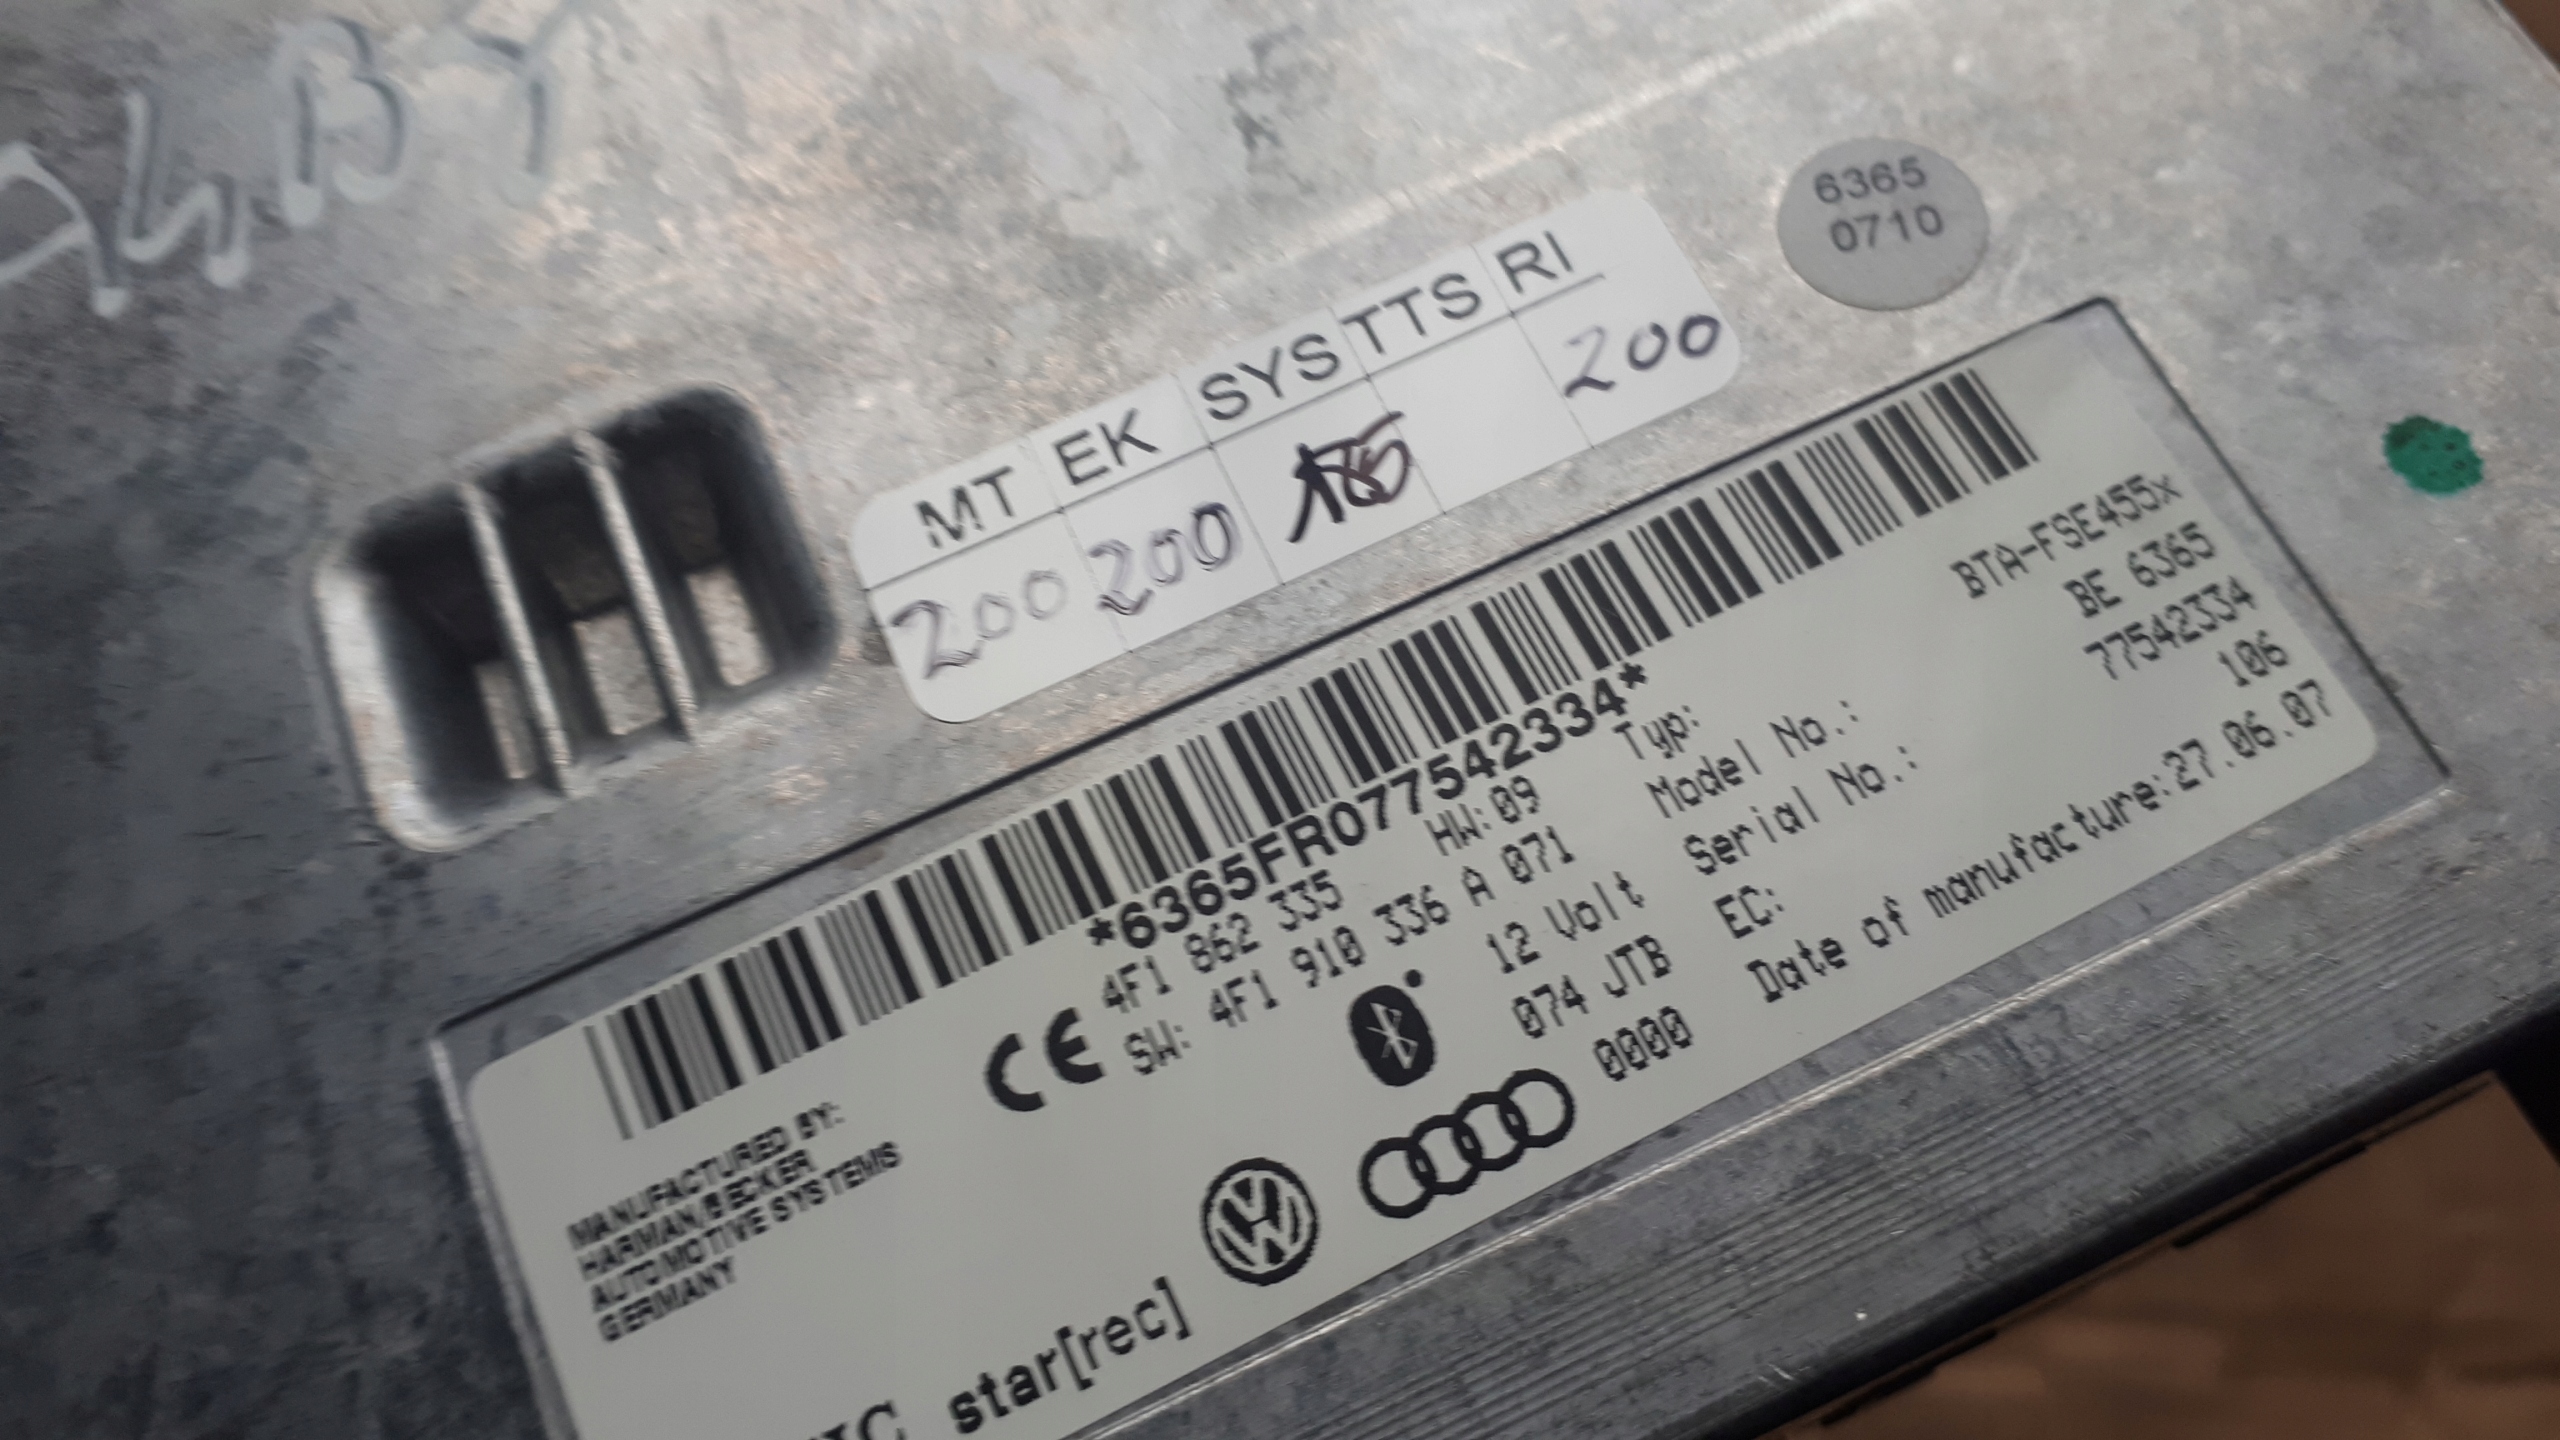 6365
0710
MT EK SYS TTS RI
200 200 200
*6365FR077542334*
4F1 862 335 HW:09
SW: 4F1 910 336 A 071
12 Volt
074 JTB
0000
Typ: BTA-FSE455x
Model No.: BE 6365
Serial No.: 77542334
EC: 106
Date of manufacture:27.06.07
CE
MANUFACTURED BY:
HARMAN/BECKER
AUTOMOTIVE SYSTEMS
GERMANY
star[rec]